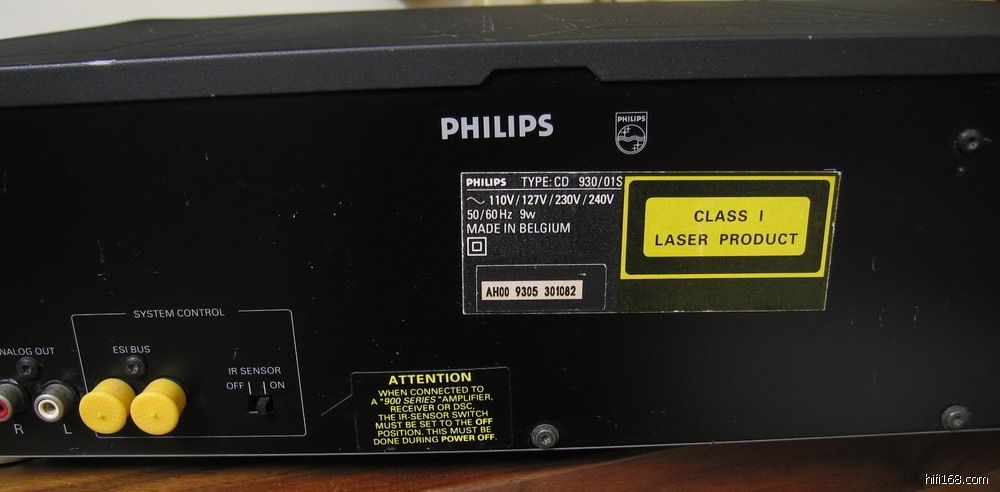 PHILIPS
PHILIPS
PHILIPS TYPE: CD 930/01S
~ 110V/127V/230V/240V
50/60Hz 9w
MADE IN BELGIUM
AH00 9305 301082
CLASS I
LASER PRODUCT
SYSTEM CONTROL
NALOG OUT
ESI BUS
IR SENSOR
OFF ON
R L
ATTENTION
WHEN CONNECTED TO
A "900 SERIES" AMPLIFIER,
RECEIVER OR DSC,
THE IR-SENSOR SWITCH
MUST BE SET TO THE OFF
POSITION. THIS MUST BE
DONE DURING POWER OFF.
hifi168.com